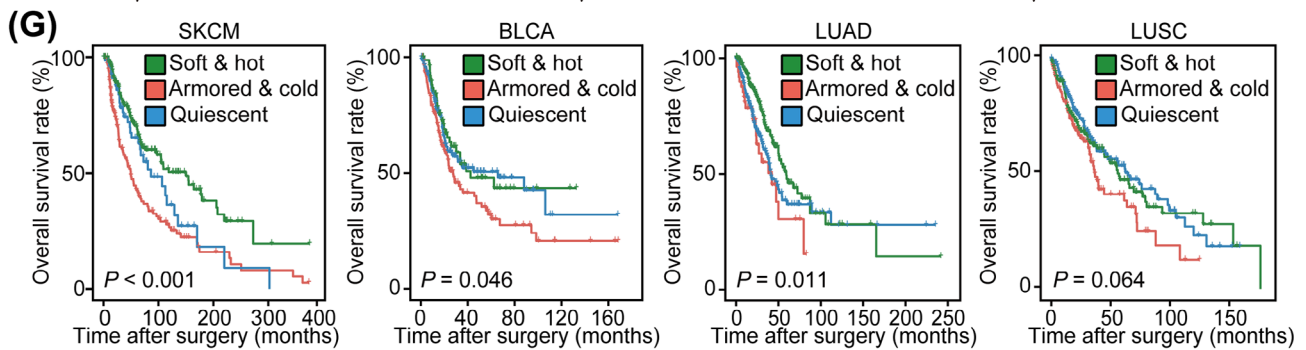 (G)
SKCM
Overall survival rate (%)
100
50
0
Soft & hot
Armored & cold
Quiescent
P < 0.001
0 100 200 300 400
Time after surgery (months)
BLCA
Overall survival rate (%)
100
50
0
Soft & hot
Armored & cold
Quiescent
P = 0.046
0 40 80 120 160
Time after surgery (months)
LUAD
Overall survival rate (%)
100
50
0
Soft & hot
Armored & cold
Quiescent
P = 0.011
0 50 100 150 200 250
Time after surgery (months)
LUSC
Overall survival rate (%)
100
50
0
Soft & hot
Armored & cold
Quiescent
P = 0.064
0 50 100 150
Time after surgery (months)